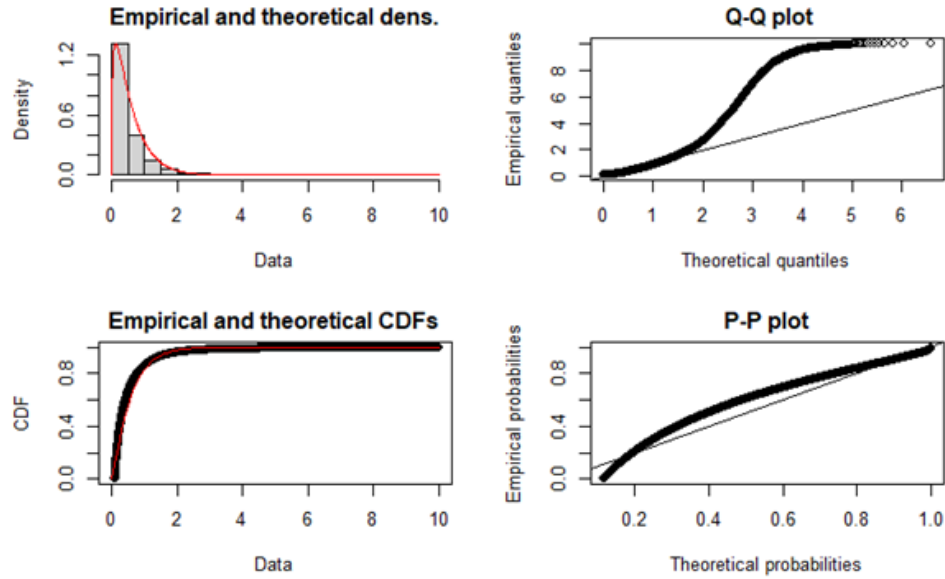 Empirical and theoretical dens.
Density
0.0 0.6 1.2
0 2 4 6 8 10
Data
Q-Q plot
Empirical quantiles
0 2 4 6 8
0 1 2 3 4 5 6
Theoretical quantiles
Empirical and theoretical CDFs
CDF
0.0 0.4 0.8
0 2 4 6 8 10
Data
P-P plot
Empirical probabilities
0.0 0.4 0.8
0.2 0.4 0.6 0.8 1.0
Theoretical probabilities